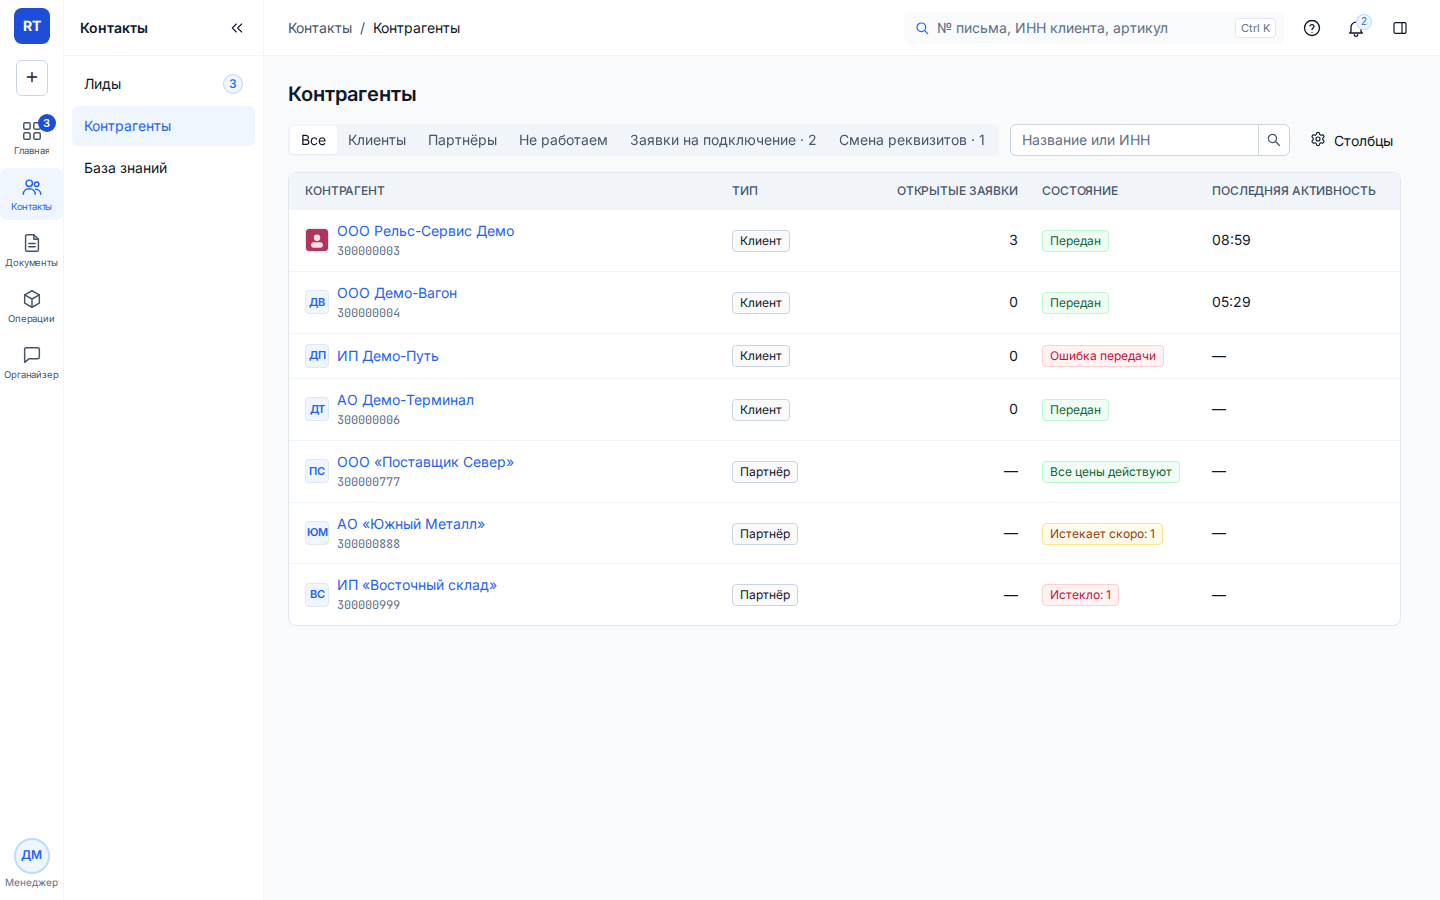 RT
Контакты
Контакты / Контрагенты
№ письма, ИНН клиента, артикул
Ctrl K
2
3
Главная
Контакты
Документы
Операции
Органайзер
Лиды
3
Контрагенты
База знаний
Контрагенты
Все
Клиенты
Партнёры
Не работаем
Заявки на подключение · 2
Смена реквизитов · 1
Название или ИНН
Столбцы
КОНТРАГЕНТ ТИП ОТКРЫТЫЕ ЗАЯВКИ СОСТОЯНИЕ ПОСЛЕДНЯЯ АКТИВНОСТЬ
ООО Рельс-Сервис Демо
300000003
Клиент 3 Передан 08:59
ДВ ООО Демо-Вагон
300000004
Клиент 0 Передан 05:29
ДП ИП Демо-Путь Клиент 0 Ошибка передачи —
ДТ АО Демо-Терминал
300000006
Клиент 0 Передан —
ПС ООО «Поставщик Север»
300000777
Партнёр — Все цены действуют —
ЮМ АО «Южный Металл»
300000888
Партнёр — Истекает скоро: 1 —
ВС ИП «Восточный склад»
300000999
Партнёр — Истекло: 1 —
ДМ
Менеджер